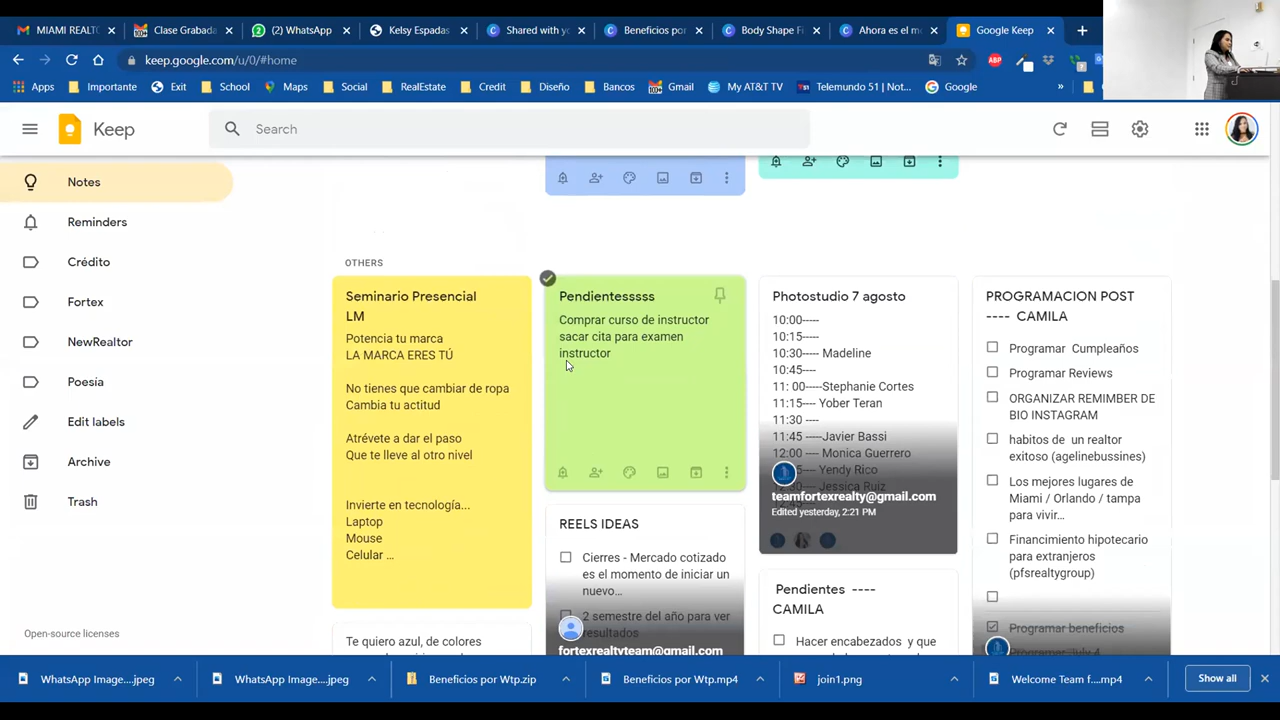 MIAMI REALTO
Clase Grabada
(2) WhatsApp
Kelsy Espadas
Shared with yo
Beneficios por
Body Shape Fi
Ahora es el m
Google Keep
keep.google.com/u/0/#home
Apps
Importante
Exit
School
Maps
Social
RealEstate
Credit
Diseño
Bancos
Gmail
My AT&T TV
Telemundo 51 | Not...
Google
Keep
Search
Notes
Reminders
Crédito
Fortex
NewRealtor
Poesía
Edit labels
Archive
Trash
Open-source licenses
OTHERS
Seminario Presencial
LM
Potencia tu marca
LA MARCA ERES TÚ
No tienes que cambiar de ropa
Cambia tu actitud
Atrévete a dar el paso
Que te lleve al otro nivel
Invierte en tecnología...
Laptop
Mouse
Celular ...
Te quiero azul, de colores
Pendientesssss
Comprar curso de instructor
sacar cita para examen
instructor
REELS IDEAS
Cierres - Mercado cotizado
es el momento de iniciar un
nuevo...
2 semestre del año para ver
resultados
fortexrealtyteam@gmail.com
Photostudio 7 agosto
10:00-----
10:15-----
10:30----- Madeline
10:45----
11: 00-----Stephanie Cortes
11:15---- Yober Teran
11:30 ----
11:45 ----Javier Bassi
12:00 ---- Monica Guerrero
Yendy Rico
Jessica Ruiz
teamfortexrealty@gmail.com
Edited yesterday, 2:21 PM
Pendientes ----
CAMILA
Hacer encabezados y que
PROGRAMACION POST
---- CAMILA
Programar Cumpleaños
Programar Reviews
ORGANIZAR REMIMBER DE
BIO INSTAGRAM
habitos de un realtor
exitoso (agelinebussines)
Los mejores lugares de
Miami / Orlando / tampa
para vivir...
Financimiento hipotecario
para extranjeros
(pfsrealtygroup)
Programar beneficios
Programar July 4
WhatsApp Image....jpeg
WhatsApp Image....jpeg
Beneficios por Wtp.zip
Beneficios por Wtp.mp4
join1.png
Welcome Team f....mp4
Show all